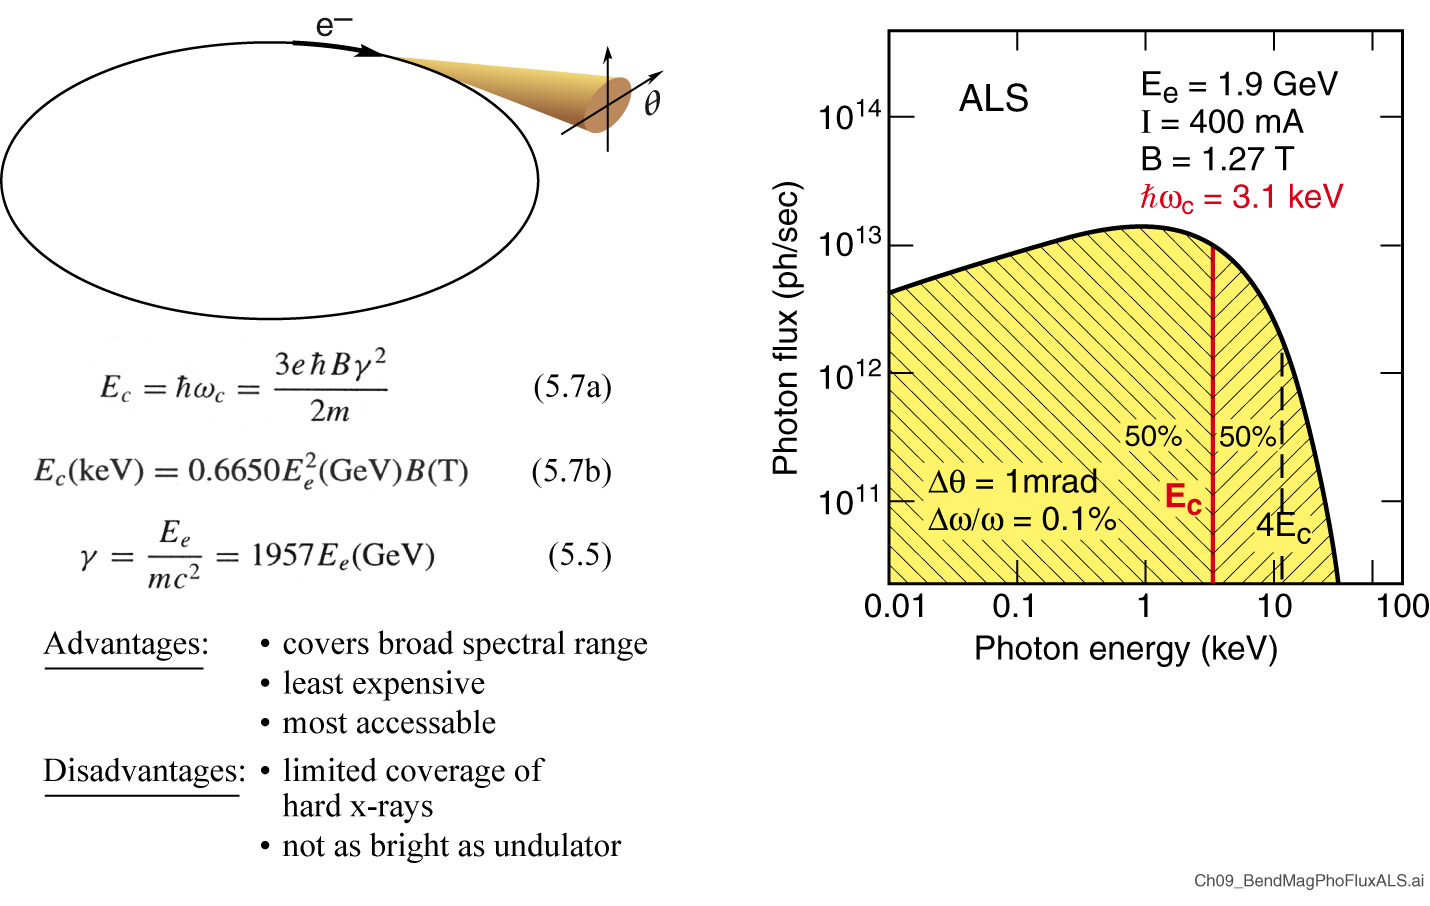 e–
θ
E_c = ħω_c = 3eħBγ² / 2m (5.7a)
E_c(keV) = 0.6650E_e²(GeV)B(T) (5.7b)
γ = E_e / mc² = 1957E_e(GeV) (5.5)
Advantages:
• covers broad spectral range
• least expensive
• most accessable
Disadvantages:
• limited coverage of
hard x-rays
• not as bright as undulator
ALS
E_e = 1.9 GeV
I = 400 mA
B = 1.27 T
ħω_c = 3.1 keV
Photon flux (ph/sec)
10¹⁴
10¹³
10¹²
10¹¹
50%
50%
Δθ = 1mrad
Δω/ω = 0.1%
E_c
4E_c
0.01 0.1 1 10 100
Photon energy (keV)
Ch09_BendMagPhoFluxALS.ai